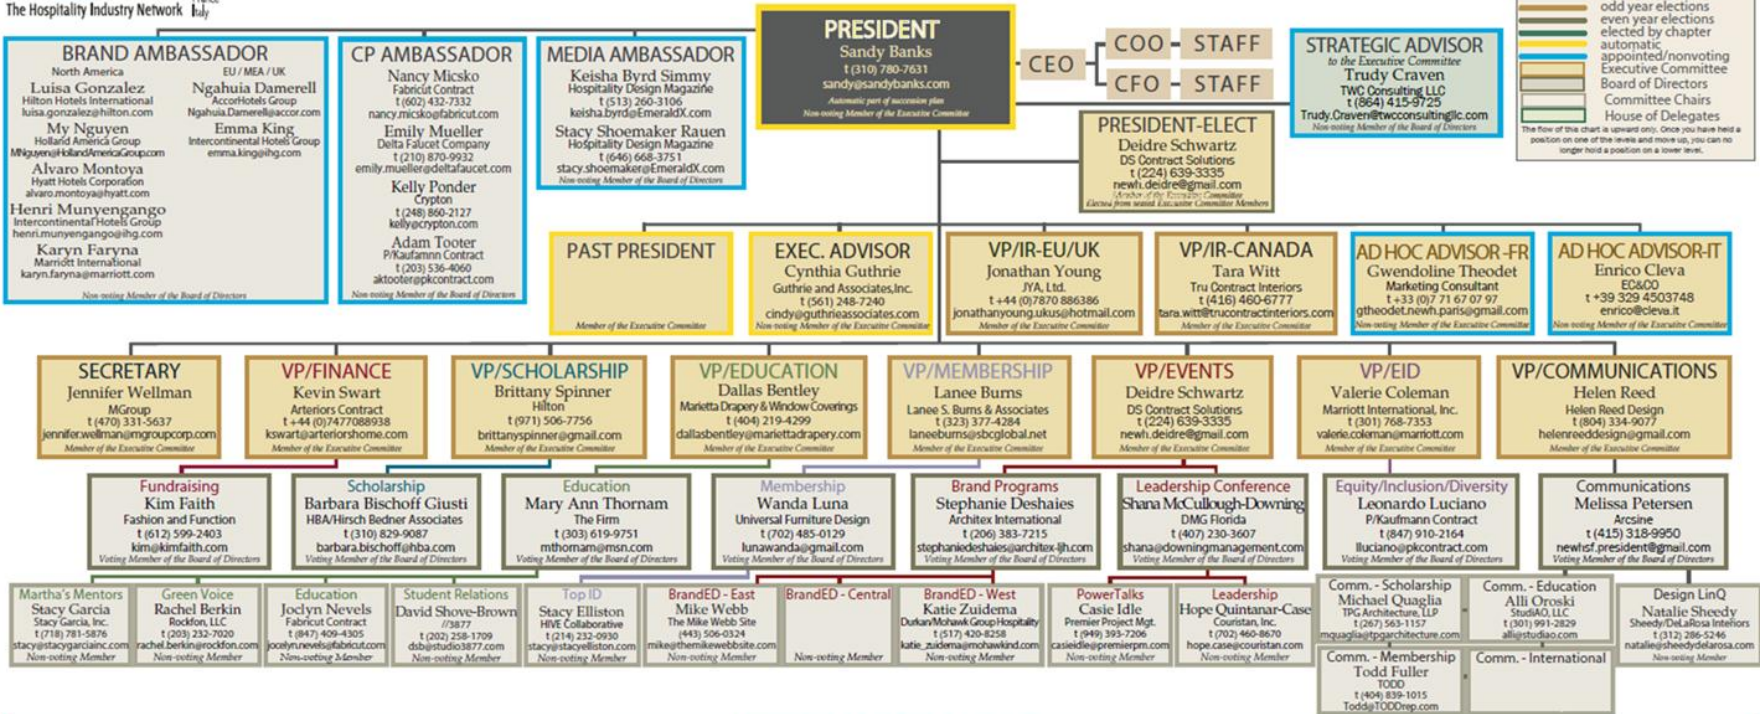 The Hospitality Industry Network
Italy
BRAND AMBASSADOR
North America
Luisa Gonzalez
Hilton Hotels International
luisa.gonzalez@hilton.com
My Nguyen
Holland America Group
MNguyen@HollandAmericaGroup.com
Alvaro Montoya
Hyatt Hotels Corporation
alvaro.montoya@hyatt.com
Henri Munyengango
Intercontinental Hotels Group
henri.munyengango@ihg.com
Karyn Faryna
Marriott International
karyn.faryna@marriott.com
EU / MEA / UK
Ngahuia Damerell
AccorHotels Group
Ngahuia.Damerell@accor.com
Emma King
Intercontinental Hotels Group
emma.king@ihg.com
Non-voting Member of the Board of Directors
CP AMBASSADOR
Nancy Micsko
Fabricut Contract
t (602) 432-7332
nancy.micsko@fabricut.com
Emily Mueller
Delta Faucet Company
t (210) 870-9932
emily.mueller@deltafaucet.com
Kelly Ponder
Crypton
t (248) 860-2127
kelly@crypton.com
Adam Tooter
P/Kaufamnn Contract
t (203) 536-4060
aktooter@pkcontract.com
Non-voting Member of the Board of Directors
MEDIA AMBASSADOR
Keisha Byrd Simmy
Hospitality Design Magazine
t (513) 260-3106
keisha.byrd@EmeraldX.com
Stacy Shoemaker Rauen
Hospitality Design Magazine
t (646) 668-3751
stacy.shoemaker@EmeraldX.com
Non-voting Member of the Board of Directors
PRESIDENT
Sandy Banks
t (310) 780-7631
sandy@sandybanks.com
Automatic part of succession plan
Non-voting Member of the Executive Committee
CEO
COO
STAFF
CFO
STAFF
STRATEGIC ADVISOR
to the Executive Committee
Trudy Craven
TWC Consulting LLC
t (864) 415-9725
Trudy.Craven@twcconsultingllc.com
Non-voting Member of the Board of Directors
odd year elections
even year elections
elected by chapter
automatic
appointed/nonvoting
Executive Committee
Board of Directors
Committee Chairs
House of Delegates
The flow of this chart is upward only. Once you have held a
position on one of the levels and move up, you can no
longer hold a position on a lower level.
PRESIDENT-ELECT
Deidre Schwartz
DS Contract Solutions
t (224) 639-3335
newh.deidre@gmail.com
Member of the Executive Committee
Elected from seated Executive Committee Members
PAST PRESIDENT
Member of the Executive Committee
EXEC. ADVISOR
Cynthia Guthrie
Guthrie and Associates,Inc.
t (561) 248-7240
cindy@guthrieassociates.com
Non-voting Member of the Executive Committee
VP/IR-EU/UK
Jonathan Young
JYA, Ltd.
t +44 (0)7870 886386
jonathanyoung.ukus@hotmail.com
Member of the Executive Committee
VP/IR-CANADA
Tara Witt
Tru Contract Interiors
t (416) 460-6777
tara.witt@trucontractinteriors.com
Member of the Executive Committee
AD HOC ADVISOR -FR
Gwendoline Theodet
Marketing Consultant
t +33 (0)7 71 67 07 97
gtheodet.newh.paris@gmail.com
Non-voting Member of the Executive Committee
AD HOC ADVISOR-IT
Enrico Cleva
EC&CO
t +39 329 4503748
enrico@cleva.it
Non-voting Member of the Executive Committee
SECRETARY
Jennifer Wellman
MGroup
t (470) 331-5637
jennifer.wellman@mgroupcorp.com
Member of the Executive Committee
VP/FINANCE
Kevin Swart
Arteriors Contract
t +44 (0)7477088938
kswart@arteriorshome.com
Member of the Executive Committee
VP/SCHOLARSHIP
Brittany Spinner
Hilton
t (971) 506-7756
brittanyspinner@gmail.com
Member of the Executive Committee
VP/EDUCATION
Dallas Bentley
Marietta Drapery & Window Coverings
t (404) 219-4299
dallasbentley@mariettadrapery.com
Member of the Executive Committee
VP/MEMBERSHIP
Lanee Burns
Lanee S. Burns & Associates
t (323) 377-4284
laneeburns@sbcglobal.net
Member of the Executive Committee
VP/EVENTS
Deidre Schwartz
DS Contract Solutions
t (224) 639-3335
newh.deidre@gmail.com
Member of the Executive Committee
VP/EID
Valerie Coleman
Marriott International, Inc.
t (301) 768-7353
valerie.coleman@marriott.com
Member of the Executive Committee
VP/COMMUNICATIONS
Helen Reed
Helen Reed Design
t (804) 334-9077
helenreeddesign@gmail.com
Member of the Executive Committee
Fundraising
Kim Faith
Fashion and Function
t (612) 599-2403
kim@kimfaith.com
Voting Member of the Board of Directors
Scholarship
Barbara Bischoff Giusti
HBA/Hirsch Bedner Associates
t (310) 829-9087
barbara.bischoff@hba.com
Voting Member of the Board of Directors
Education
Mary Ann Thornam
The Firm
t (303) 619-9751
mthornam@msn.com
Voting Member of the Board of Directors
Membership
Wanda Luna
Universal Furniture Design
t (702) 485-0129
lunawanda@gmail.com
Voting Member of the Board of Directors
Brand Programs
Stephanie Deshaies
Architex International
t (206) 383-7215
stephaniedeshaies@architex-ljh.com
Voting Member of the Board of Directors
Leadership Conference
Shana McCullough-Downing
DMG Florida
t (407) 230-3607
shana@downingmanagement.com
Voting Member of the Board of Directors
Equity/Inclusion/Diversity
Leonardo Luciano
P/Kaufmann Contract
t (847) 910-2164
lluciano@pkcontract.com
Voting Member of the Board of Directors
Communications
Melissa Petersen
Arcsine
t (415) 318-9950
newhsf.president@gmail.com
Voting Member of the Board of Directors
Martha's Mentors
Stacy Garcia
Stacy Garcia, Inc.
t (718) 781-5876
stacy@stacygarciainc.com
Non-voting Member
Green Voice
Rachel Berkin
Rockfon, LLC
t (203) 232-7020
rachel.berkin@rockfon.com
Non-voting Member
Education
Joclyn Nevels
Fabricut Contract
t (847) 409-4305
jocelyn.nevels@fabricut.com
Non-voting Member
Student Relations
David Shove-Brown
//3877
t (202) 258-1709
dsb@studio3877.com
Non-voting Member
Top ID
Stacy Elliston
HIVE Collaborative
t (214) 232-0930
stacy@stacyelliston.com
Non-voting Member
BrandED - East
Mike Webb
The Mike Webb Site
(443) 506-0324
mike@themikewebbsite.com
Non-voting Member
BrandED - Central
Non-voting Member
BrandED - West
Katie Zuidema
Durkan/Mohawk Group Hospitality
t (517) 420-8258
katie_zuidema@mohawkind.com
Non-voting Member
PowerTalks
Casie Idle
Premier Project Mgt.
t (949) 393-7206
casieidle@premierpm.com
Non-voting Member
Leadership
Hope Quintanar-Case
Couristan, Inc.
t (702) 460-8670
hope.case@couristan.com
Non-voting Member
Comm. - Scholarship
Michael Quaglia
TPG Architecture, LLP
t (267) 563-1157
mquaglia@tpgarchitecture.com
Comm. - Education
Alli Oroski
StudiAO, LLC
t (301) 991-2829
alli@studiao.com
Design LinQ
Natalie Sheedy
Sheedy/DeLaRosa Interiors
t (312) 286-5246
natalie@sheedydelarosa.com
Non-voting Member
Comm. - Membership
Todd Fuller
TODD
t (404) 839-1015
Todd@TODDrep.com
Comm. - International